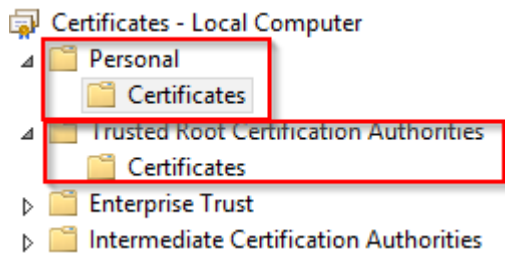 Certificates - Local Computer
Personal
Certificates
Trusted Root Certification Authorities
Certificates
Enterprise Trust
Intermediate Certification Authorities